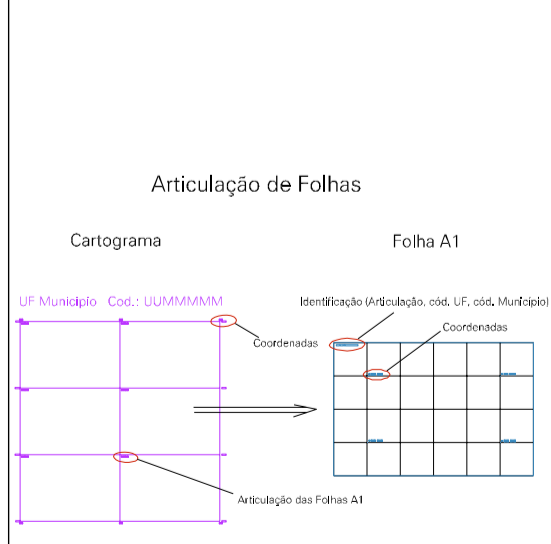 Articulação de Folhas
Cartograma
Folha A1
UF Municipio Cod.: UUMMMMM
Identificação (Articulação, cód. UF, cód. Município)
Coordenadas
Coordenadas
Articulação das Folhas A1